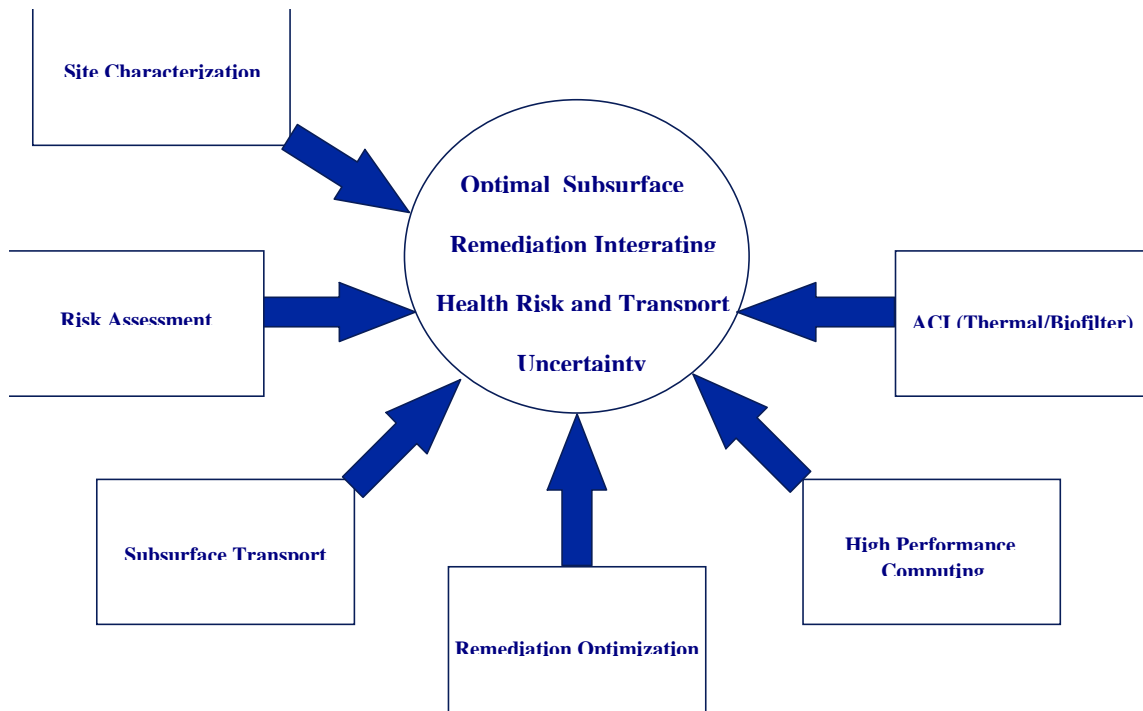 Site Characterization
Optimal Subsurface
Remediation Integrating
Health Risk and Transport
Uncertainty
Risk Assessment
ACI (Thermal/Biofilter)
Subsurface Transport
High Performance
Computing
Remediation Optimization